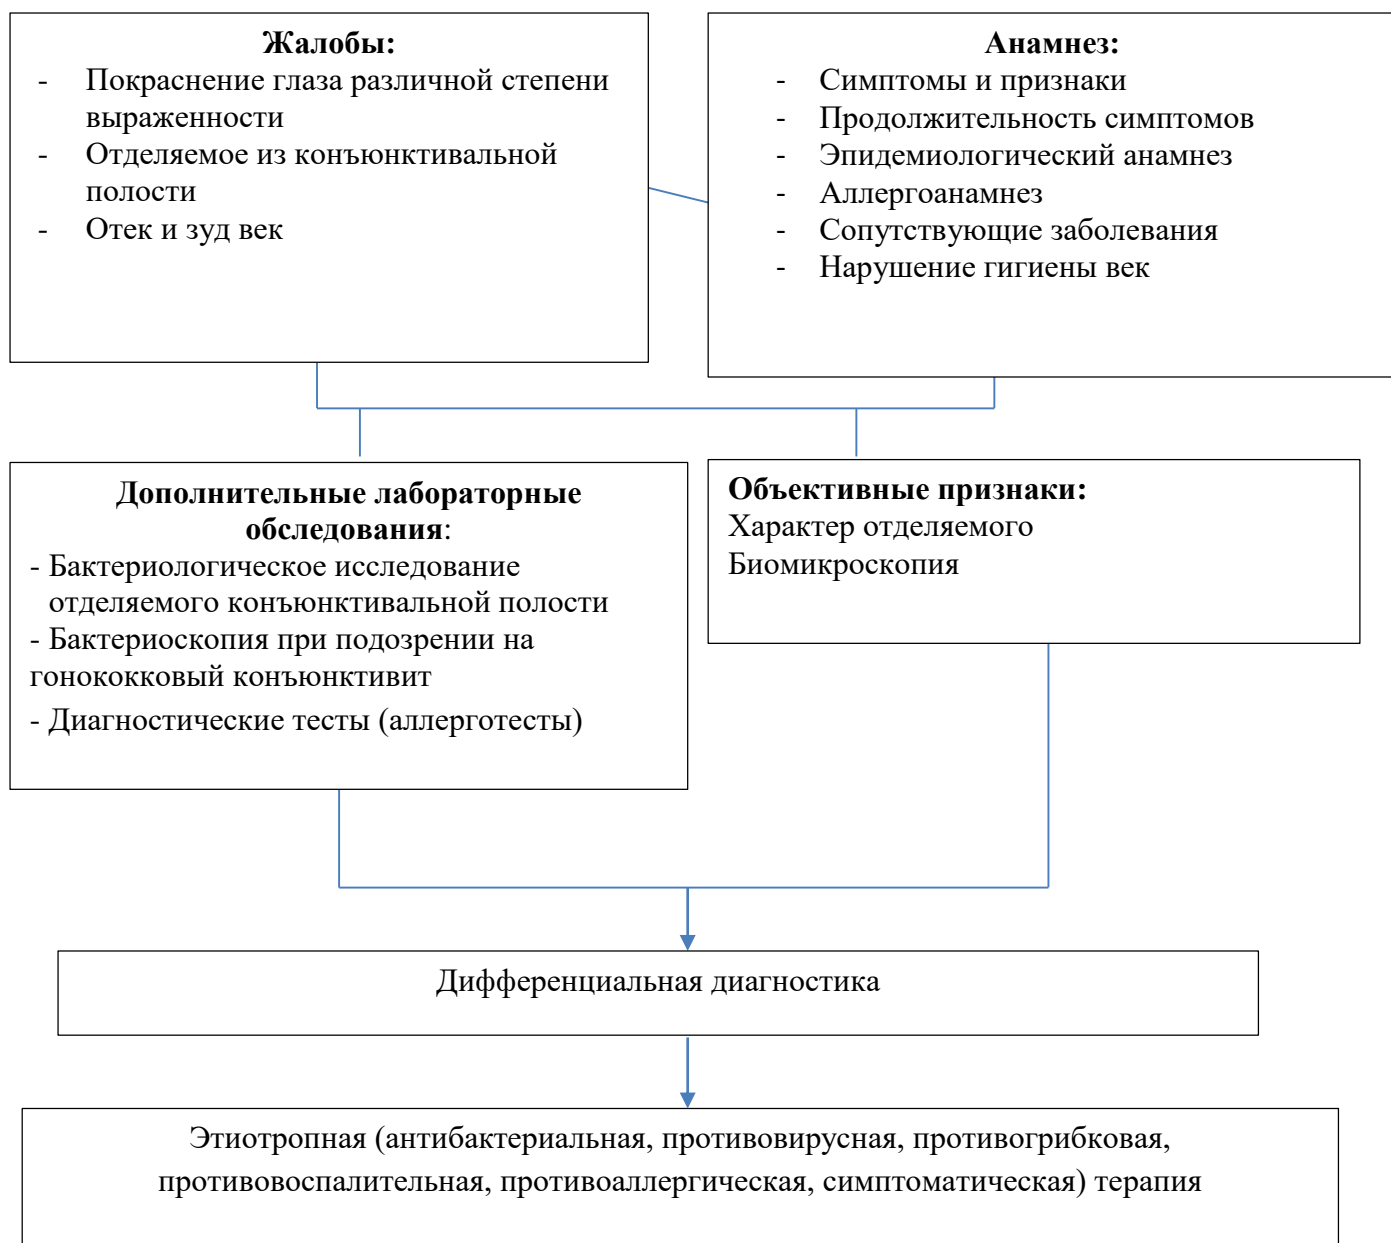 Жалобы:
- Покраснение глаза различной степени
выраженности
- Отделяемое из конъюнктивальной
полости
- Отек и зуд век
Анамнез:
- Симптомы и признаки
- Продолжительность симптомов
- Эпидемиологический анамнез
- Аллергоанамнез
- Сопутствующие заболевания
- Нарушение гигиены век
Дополнительные лабораторные
обследования:
- Бактериологическое исследование
отделяемого конъюнктивальной полости
- Бактериоскопия при подозрении на
гонококковый конъюнктивит
- Диагностические тесты (аллерготесты)
Объективные признаки:
Характер отделяемого
Биомикроскопия
Дифференциальная диагностика
Этиотропная (антибактериальная, противовирусная, противогрибковая,
противовоспалительная, противоаллергическая, симптоматическая) терапия